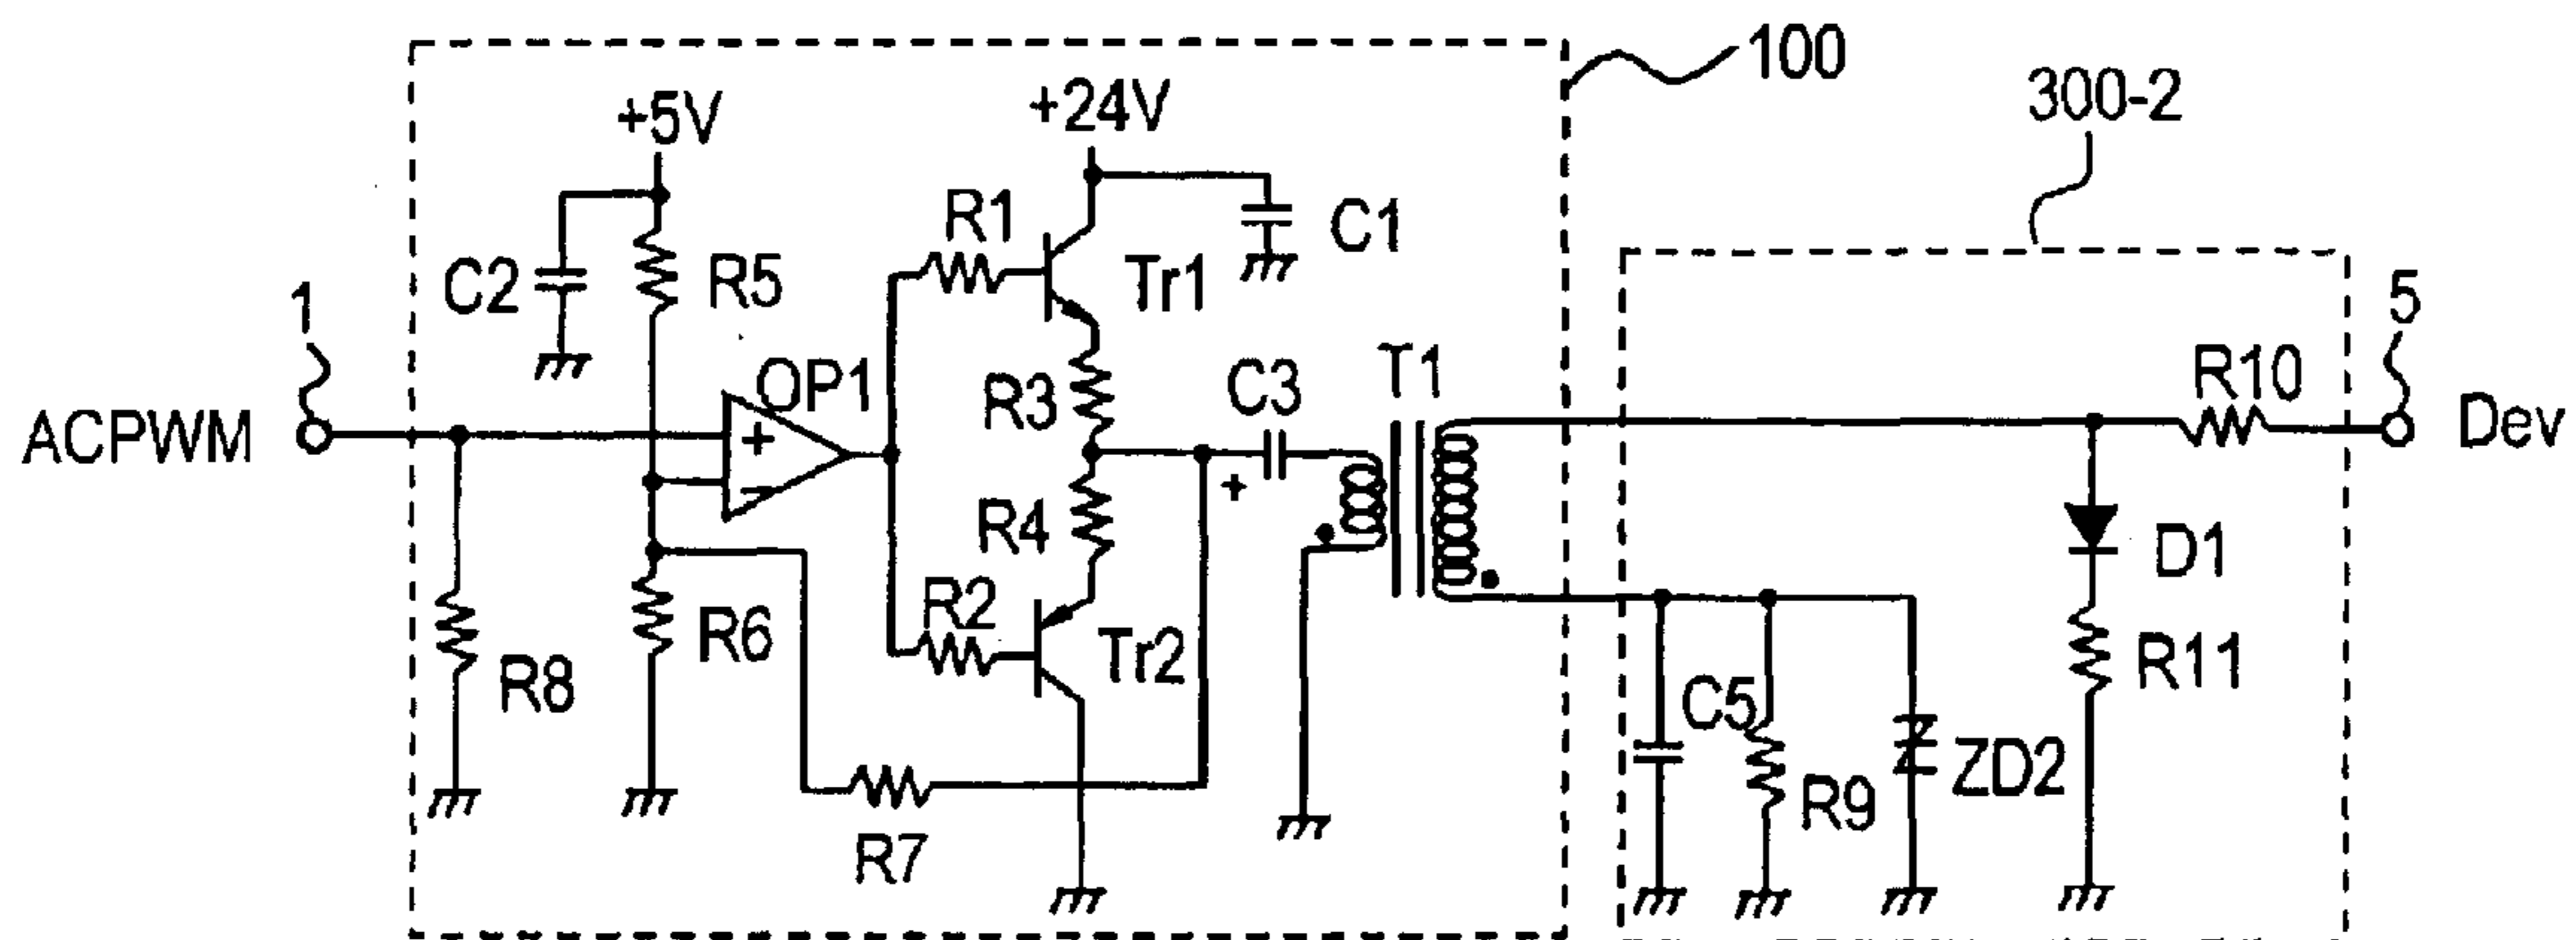 100
300-2
+5V
+24V
R1
C1
C2
R5
Tr1
1
5
OP1
R3
C3
T1
R10
ACPWM
+
-
+
Dev
R4
D1
R2
R6
Tr2
R8
R11
C5
R9
ZD2
R7